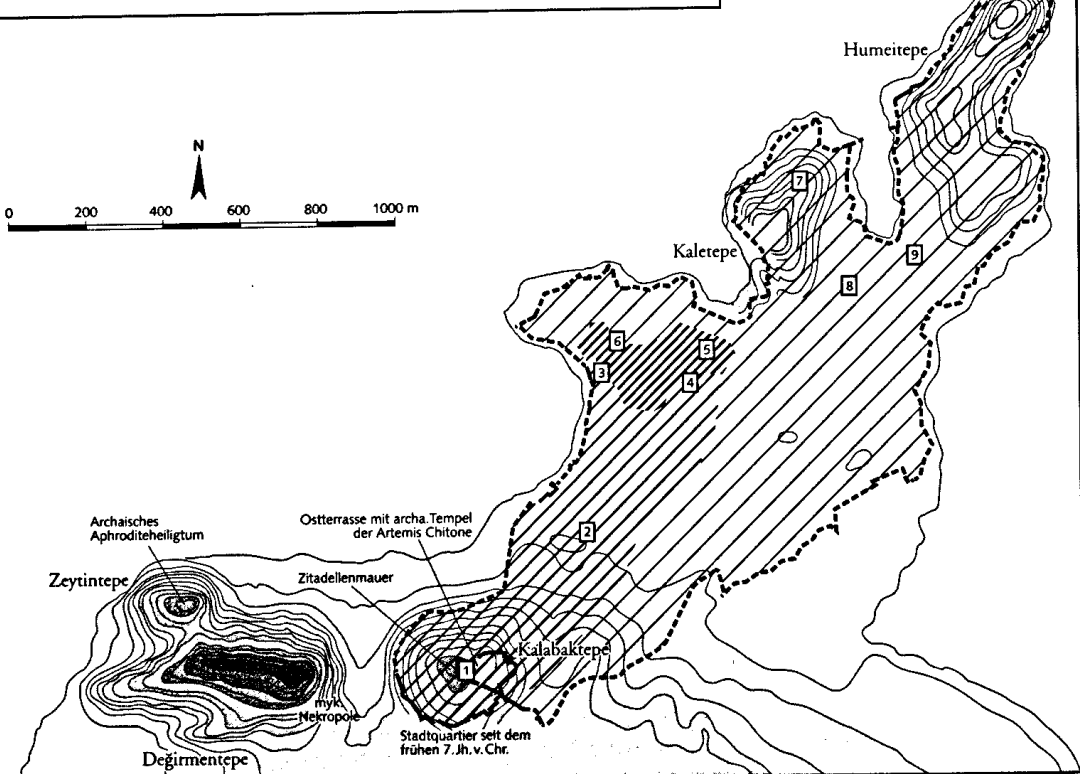 Humeitepe
N
0 200 400 600 800 1000 m
7
Kaletepe
9
8
6
5
3
4
2
Archaisches
Aphroditeheiligtum
Ostterrasse mit archa. Tempel
der Artemis Chitone
Zeytintepe
Zitadellenmauer
Kalabaktepe
1
myk.
Nekropole
Stadtquartier seit dem
frühen 7. Jh. v. Chr.
Değirmentepe